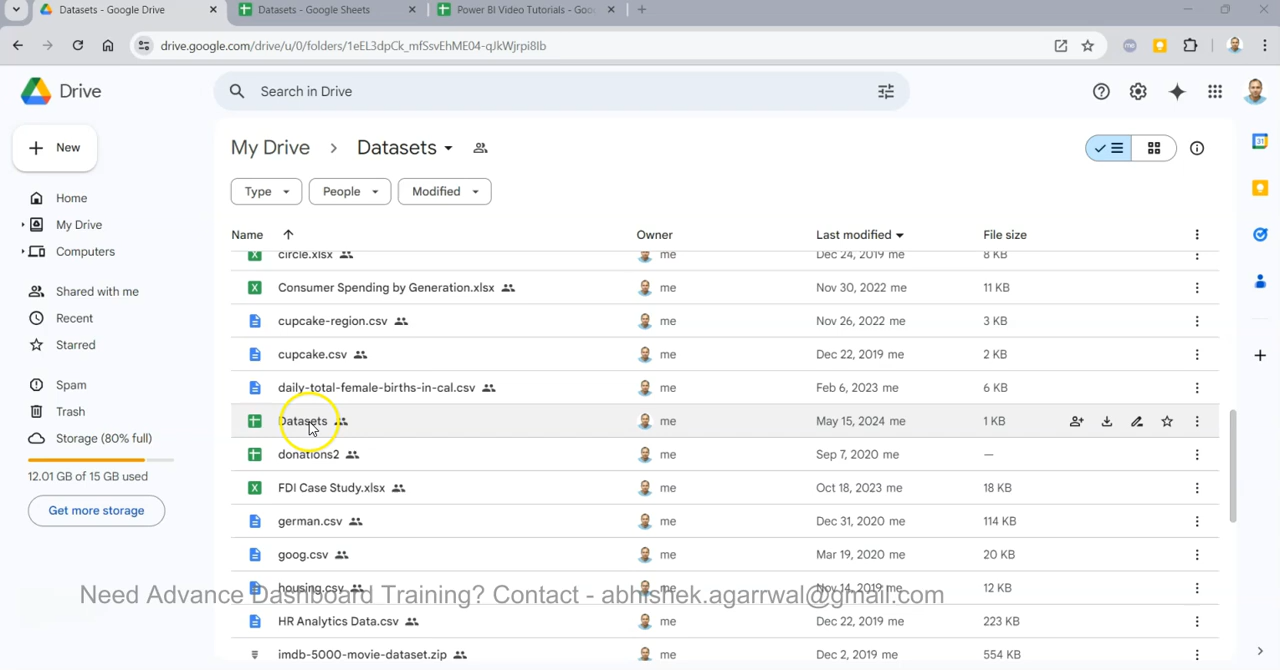 Datasets - Google Drive
Datasets - Google Sheets
Power BI Video Tutorials - Goo
drive.google.com/drive/u/0/folders/1eEL3dpCk_mfSsvEhME04-qJkWjrpi8Ib
Drive
Search in Drive
New
My Drive > Datasets
Type
People
Modified
Home
My Drive
Computers
Shared with me
Recent
Starred
Spam
Trash
Storage (80% full)
12.01 GB of 15 GB used
Get more storage
Name Owner Last modified File size
circle.xlsx me Dec 24, 2019 me 8 KB
Consumer Spending by Generation.xlsx me Nov 30, 2022 me 11 KB
cupcake-region.csv me Nov 26, 2022 me 3 KB
cupcake.csv me Dec 22, 2019 me 2 KB
daily-total-female-births-in-cal.csv me Feb 6, 2023 me 6 KB
Datasets me May 15, 2024 me 1 KB
donations2 me Sep 7, 2020 me —
FDI Case Study.xlsx me Oct 18, 2023 me 18 KB
german.csv me Dec 31, 2020 me 114 KB
goog.csv me Mar 19, 2020 me 20 KB
housing.csv me Nov 14, 2019 me 12 KB
Need Advance Dashboard Training? Contact - abhishek.agarrwal@gmail.com
HR Analytics Data.csv me Dec 22, 2019 me 223 KB
imdb-5000-movie-dataset.zip me Dec 2, 2019 me 554 KB